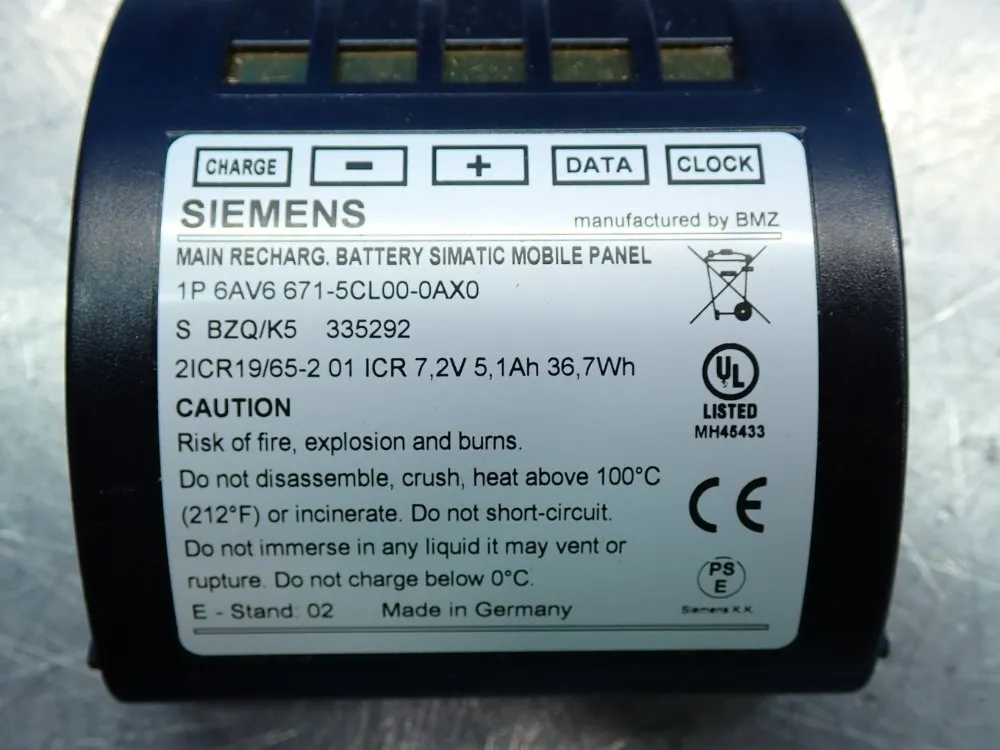 CHARGE - + DATA CLOCK
SIEMENS
manufactured by BMZ
MAIN RECHARG. BATTERY SIMATIC MOBILE PANEL
1P 6AV6 671-5CL00-0AX0
S BZQ/K5 335292
2ICR19/65-2 01 ICR 7,2V 5,1Ah 36,7Wh
CAUTION
Risk of fire, explosion and burns.
Do not disassemble, crush, heat above 100°C
(212°F) or incinerate. Do not short-circuit.
Do not immerse in any liquid it may vent or
rupture. Do not charge below 0°C.
E - Stand: 02 Made in Germany
UL
LISTED
MH45433
CE
PS
E
Siemens K.K.